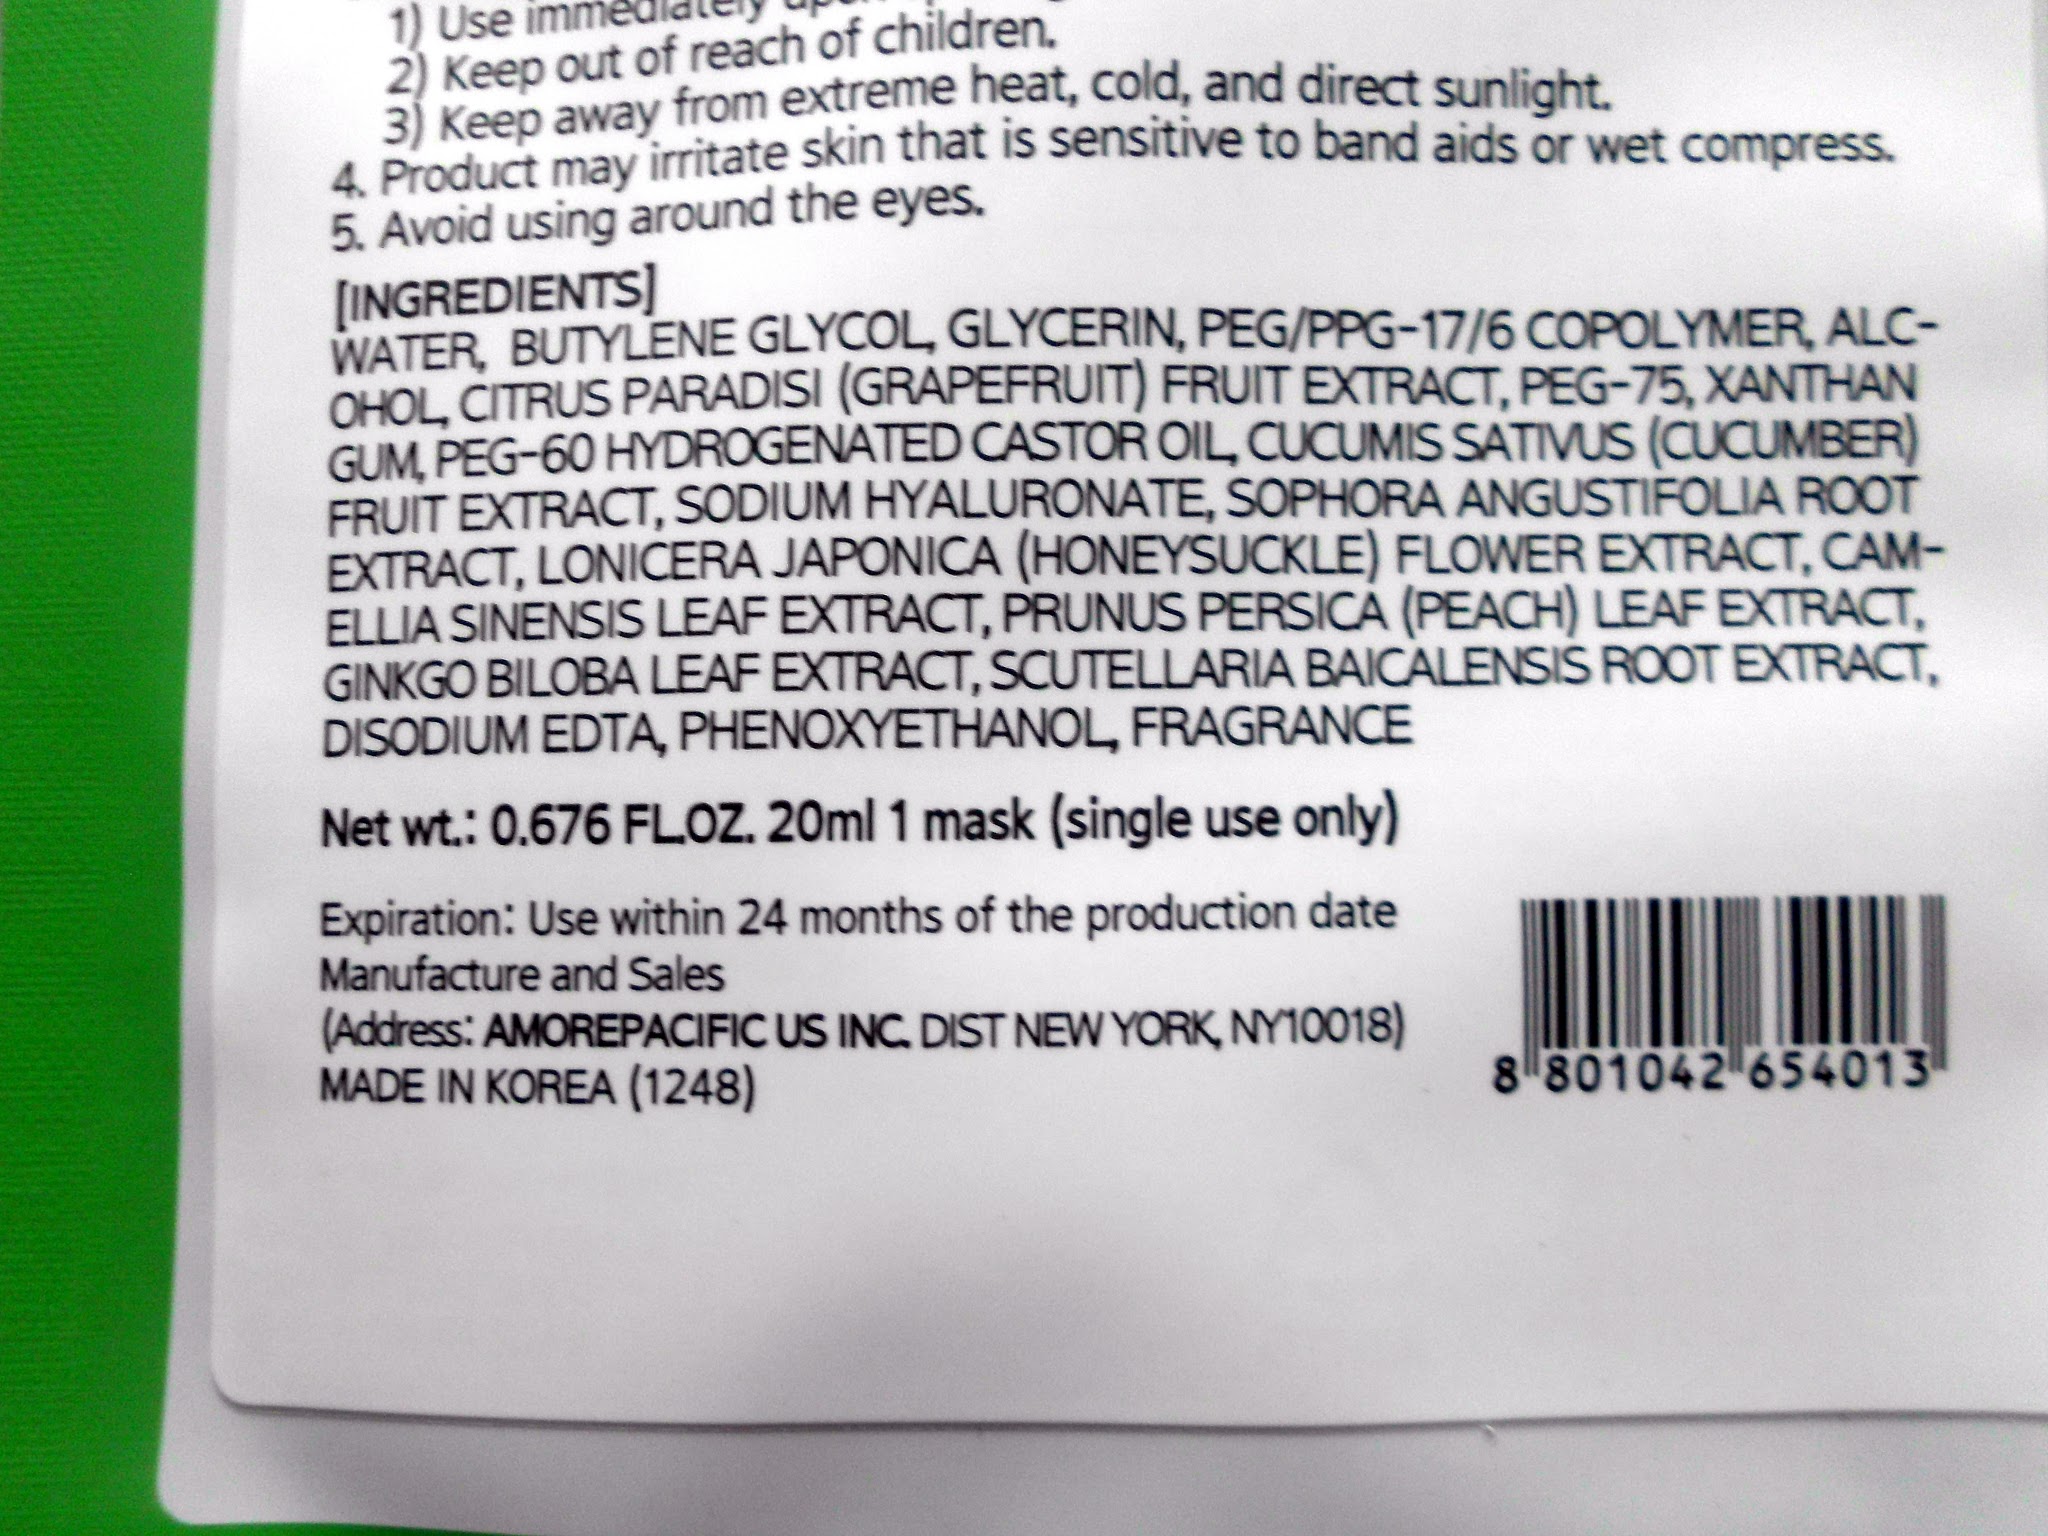 1) Use immediately upon
2) Keep out of reach of children.
3) Keep away from extreme heat, cold, and direct sunlight.
4. Product may irritate skin that is sensitive to band aids or wet compress.
5. Avoid using around the eyes.
[INGREDIENTS]
WATER, BUTYLENE GLYCOL, GLYCERIN, PEG/PPG-17/6 COPOLYMER, ALC-
OHOL, CITRUS PARADISI (GRAPEFRUIT) FRUIT EXTRACT, PEG-75, XANTHAN
GUM, PEG-60 HYDROGENATED CASTOR OIL, CUCUMIS SATIVUS (CUCUMBER)
FRUIT EXTRACT, SODIUM HYALURONATE, SOPHORA ANGUSTIFOLIA ROOT
EXTRACT, LONICERA JAPONICA (HONEYSUCKLE) FLOWER EXTRACT, CAM-
ELLIA SINENSIS LEAF EXTRACT, PRUNUS PERSICA (PEACH) LEAF EXTRACT,
GINKGO BILOBA LEAF EXTRACT, SCUTELLARIA BAICALENSIS ROOT EXTRACT,
DISODIUM EDTA, PHENOXYETHANOL, FRAGRANCE
Net wt.: 0.676 FL.OZ. 20ml 1 mask (single use only)
Expiration: Use within 24 months of the production date
Manufacture and Sales
(Address: AMOREPACIFIC US INC. DIST NEW YORK, NY10018)
MADE IN KOREA (1248)
8 801042 654013